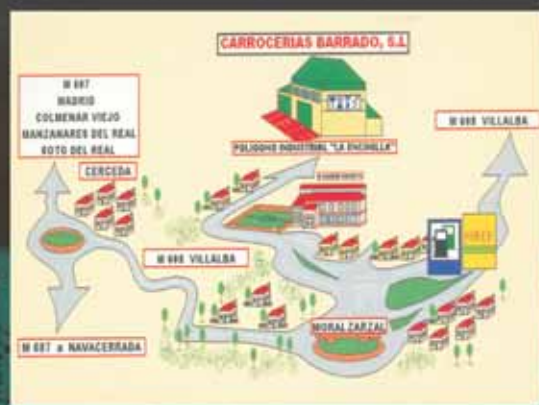 CARROCERIAS BARRADO, S.L
M 607
MADRID
COLMENAR VIEJO
MANZANARES DEL REAL
SOTO DEL REAL
M 608 VILLALBA
POLIGONO INDUSTRIAL "LA ENCINILLA"
CERCEDA
M 608 VILLALBA
MORALZARZAL
M 607 a NAVACERRADA